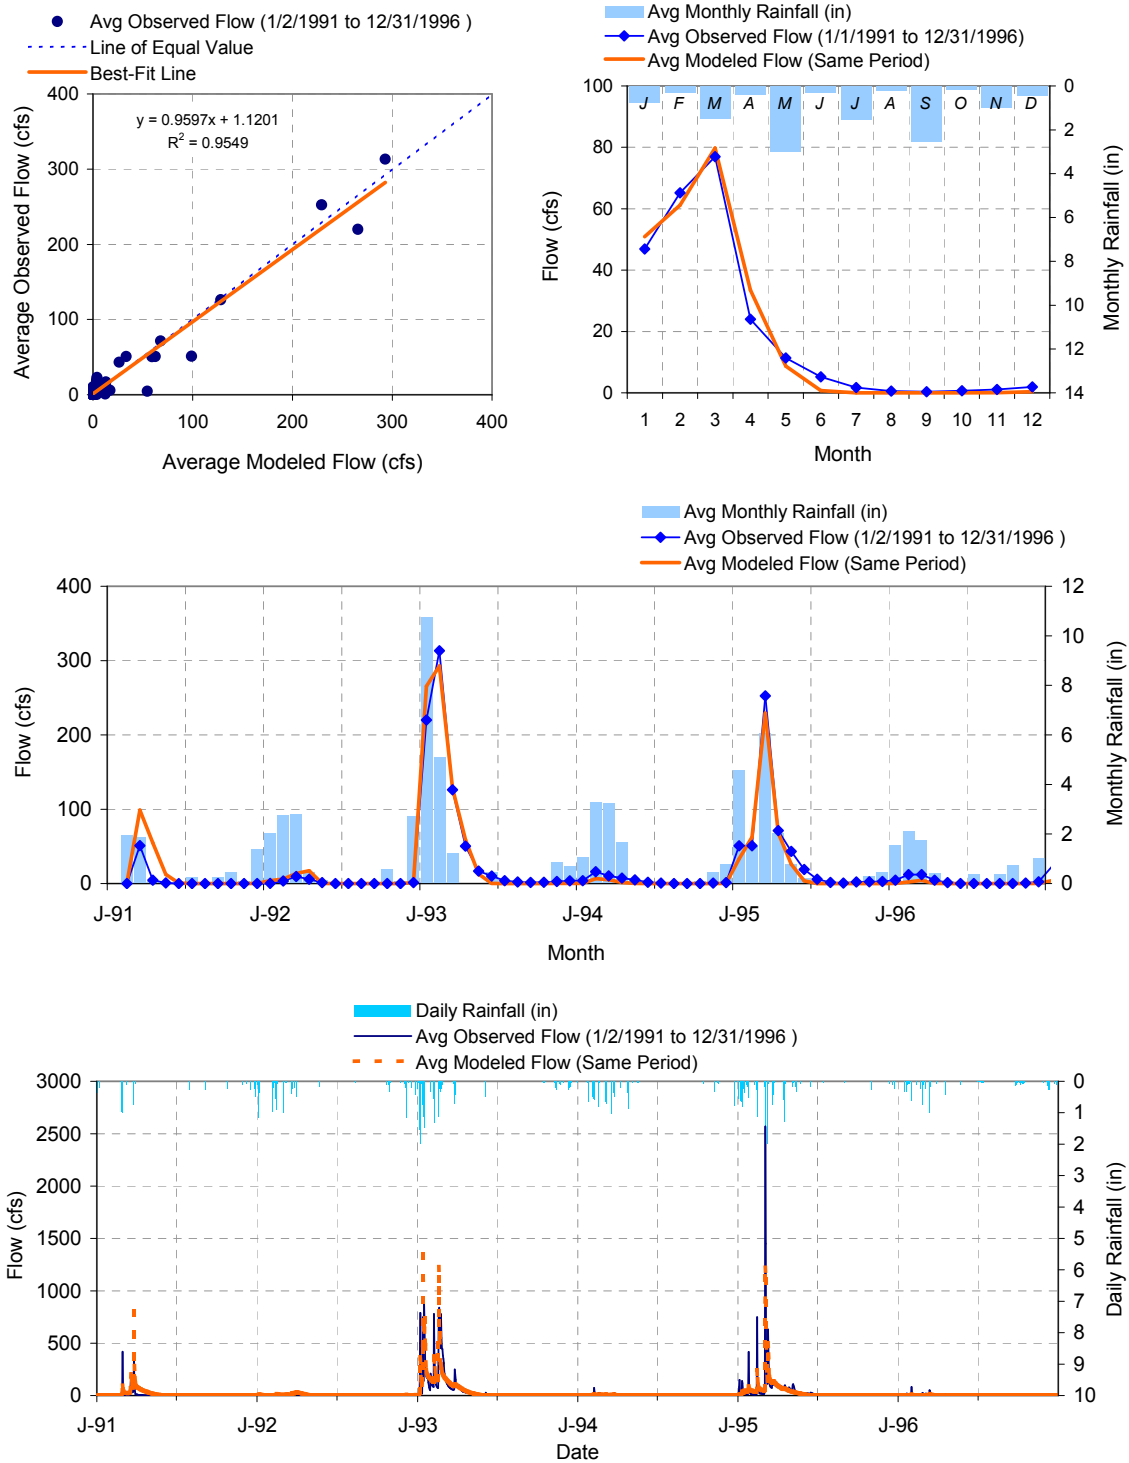 Avg Observed Flow (1/2/1991 to 12/31/1996 )
Line of Equal Value
Best-Fit Line
y = 0.9597x + 1.1201
R² = 0.9549
Average Observed Flow (cfs)
400
300
200
100
0
0 100 200 300 400
Average Modeled Flow (cfs)
Avg Monthly Rainfall (in)
Avg Observed Flow (1/1/1991 to 12/31/1996)
Avg Modeled Flow (Same Period)
J F M A M J J A S O N D
Flow (cfs)
100
80
60
40
20
0
0
2
4
6
8
10
12
14
Monthly Rainfall (in)
1 2 3 4 5 6 7 8 9 10 11 12
Month
Avg Monthly Rainfall (in)
Avg Observed Flow (1/2/1991 to 12/31/1996 )
Avg Modeled Flow (Same Period)
Flow (cfs)
400
300
200
100
0
12
10
8
6
4
2
0
Monthly Rainfall (in)
J-91 J-92 J-93 J-94 J-95 J-96
Month
Daily Rainfall (in)
Avg Observed Flow (1/2/1991 to 12/31/1996 )
Avg Modeled Flow (Same Period)
Flow (cfs)
3000
2500
2000
1500
1000
500
0
0
1
2
3
4
5
6
7
8
9
10
Daily Rainfall (in)
J-91 J-92 J-93 J-94 J-95 J-96
Date